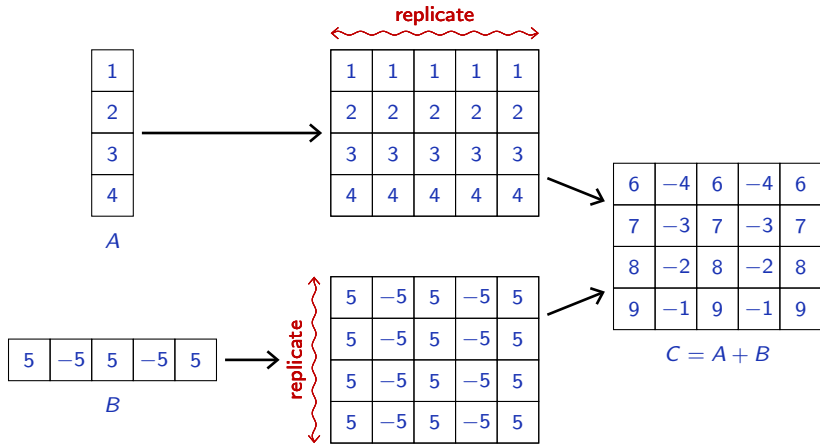 replicate
1
2
3
4
A
1 1 1 1 1
2 2 2 2 2
3 3 3 3 3
4 4 4 4 4
replicate
5 −5 5 −5 5
B
5 −5 5 −5 5
5 −5 5 −5 5
5 −5 5 −5 5
5 −5 5 −5 5
6 −4 6 −4 6
7 −3 7 −3 7
8 −2 8 −2 8
9 −1 9 −1 9
C = A + B